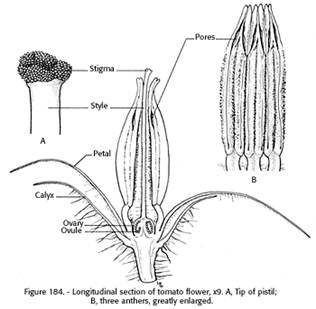 Stigma
Pores
Style
A
Petal
B
Calyx
Ovary
Ovule
Figure 184. - Longitudinal section of tomato flower, x9. A, Tip of pistil;
B, three anthers, greatly enlarged.